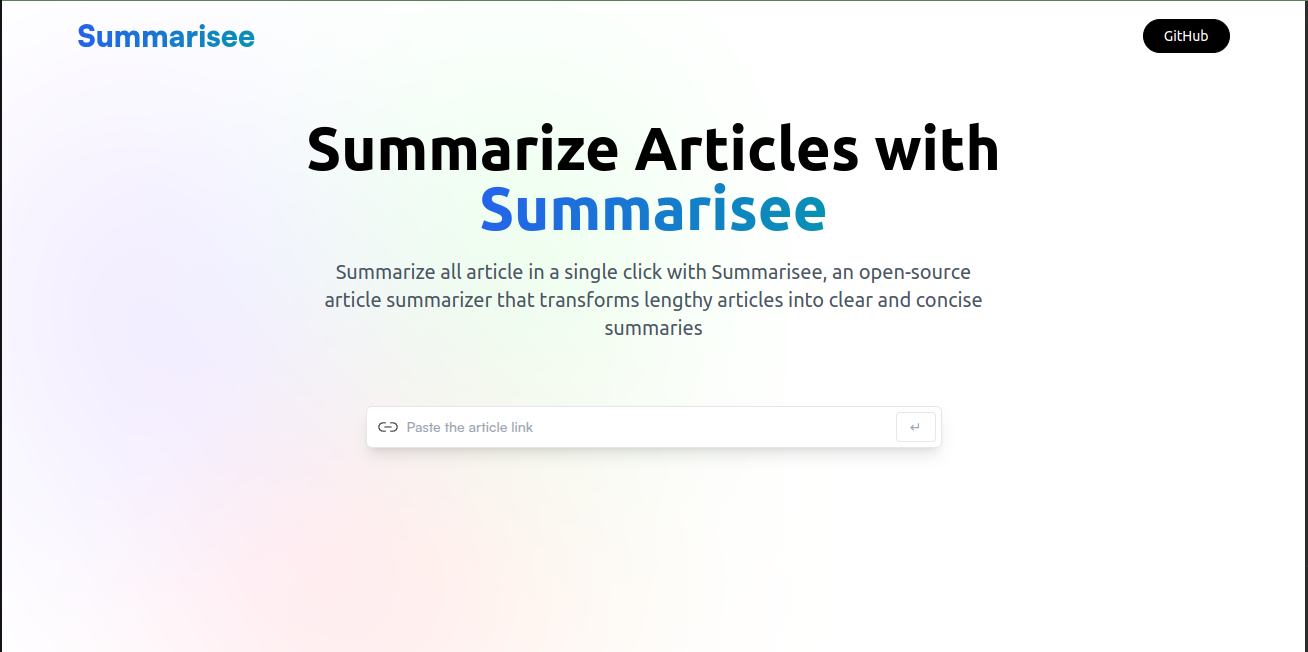 Summarisee
GitHub
Summarize Articles with
Summarisee
Summarize all article in a single click with Summarisee, an open-source
article summarizer that transforms lengthy articles into clear and concise
summaries
Paste the article link
↵